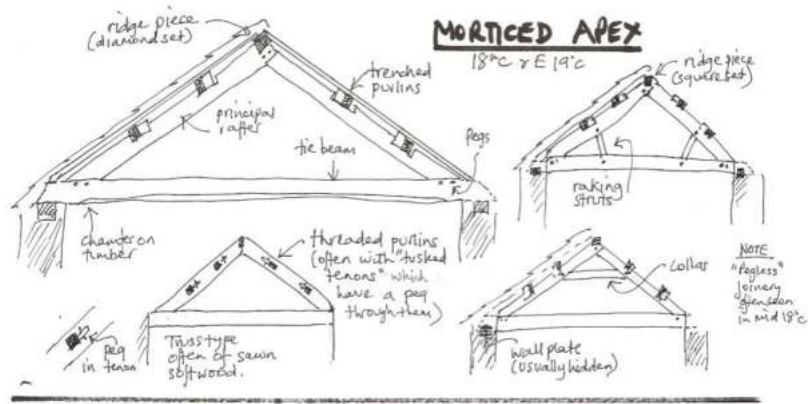 MORTICED APEX
18thC & E 19thC
ridge piece
(diamond set)
trenched
purlins
principal
rafter
tie beam
pegs
chamfer on
timber
ridge piece
(square set)
raking
struts
threaded purlins
(often with "tusked
tenons" which
have a peg
through them)
peg
in tenon
Truss type
often of sawn
softwood.
collar
wall plate
(usually hidden)
NOTE
"Pegless"
joinery
often seen
in mid 18thC